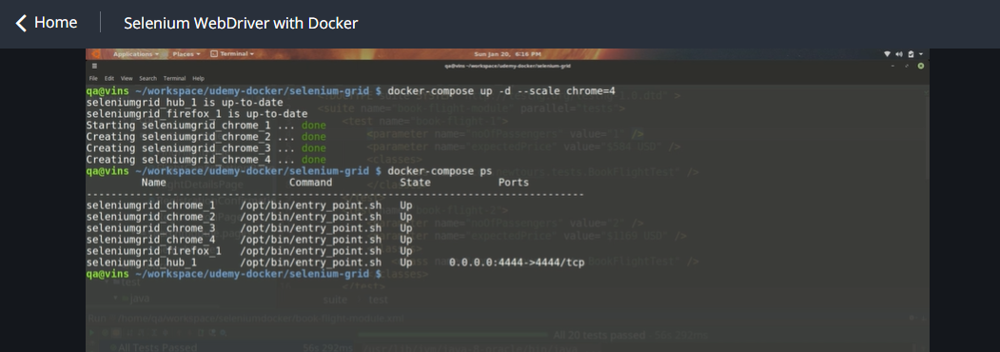 Home
Selenium WebDriver with Docker
Applications Places Terminal Sun Jan 20, 6:16 PM
qa@vins ~/workspace/udemy-docker/selenium-grid
File Edit View Search Terminal Help
qa@vins ~/workspace/udemy-docker/selenium-grid $ docker-compose up -d --scale chrome=4
seleniumgrid_hub_1 is up-to-date
seleniumgrid_firefox_1 is up-to-date
Starting seleniumgrid_chrome_1 ... done
Creating seleniumgrid_chrome_2 ... done
Creating seleniumgrid_chrome_3 ... done
Creating seleniumgrid_chrome_4 ... done
qa@vins ~/workspace/udemy-docker/selenium-grid $ docker-compose ps
Name Command State Ports
--------------------------------------------------------------------------------
seleniumgrid_chrome_1 /opt/bin/entry_point.sh Up
seleniumgrid_chrome_2 /opt/bin/entry_point.sh Up
seleniumgrid_chrome_3 /opt/bin/entry_point.sh Up
seleniumgrid_chrome_4 /opt/bin/entry_point.sh Up
seleniumgrid_firefox_1 /opt/bin/entry_point.sh Up
seleniumgrid_hub_1 /opt/bin/entry_point.sh Up 0.0.0.0:4444->4444/tcp
qa@vins ~/workspace/udemy-docker/selenium-grid $
test
java
suite test
All 20 tests passed
All Tests Passed